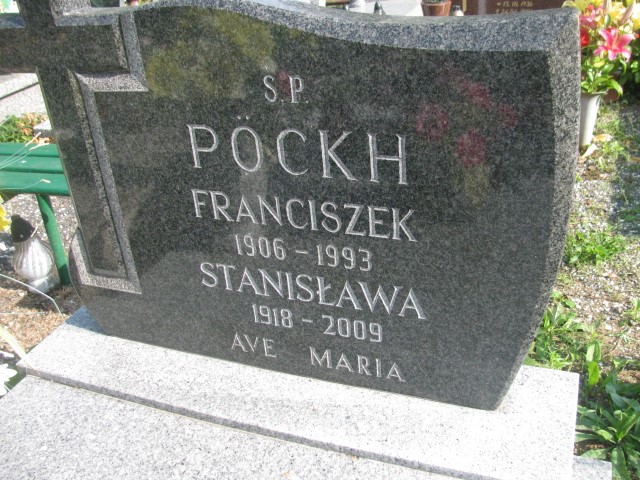 S.P.
PÖCKH
FRANCISZEK
1906 - 1993
STANISŁAWA
1918 - 2009
AVE MARIA